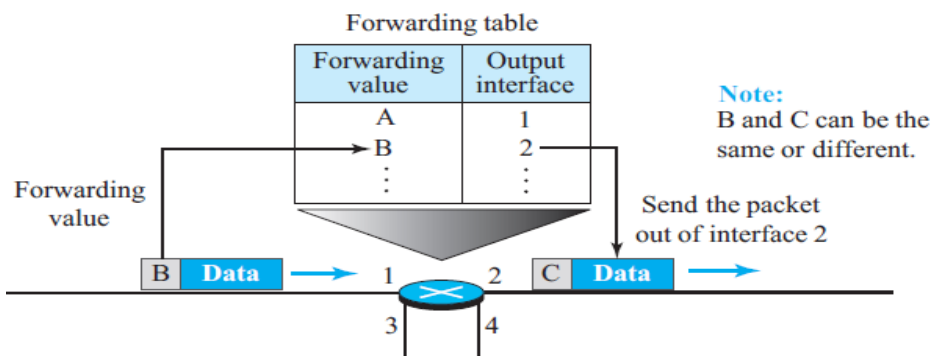 Forwarding table
Forwarding value
Output interface
A 1
B 2
⋮ ⋮
Note:
B and C can be the
same or different.
Forwarding
value
Send the packet
out of interface 2
B Data
1
2
C Data
3
4